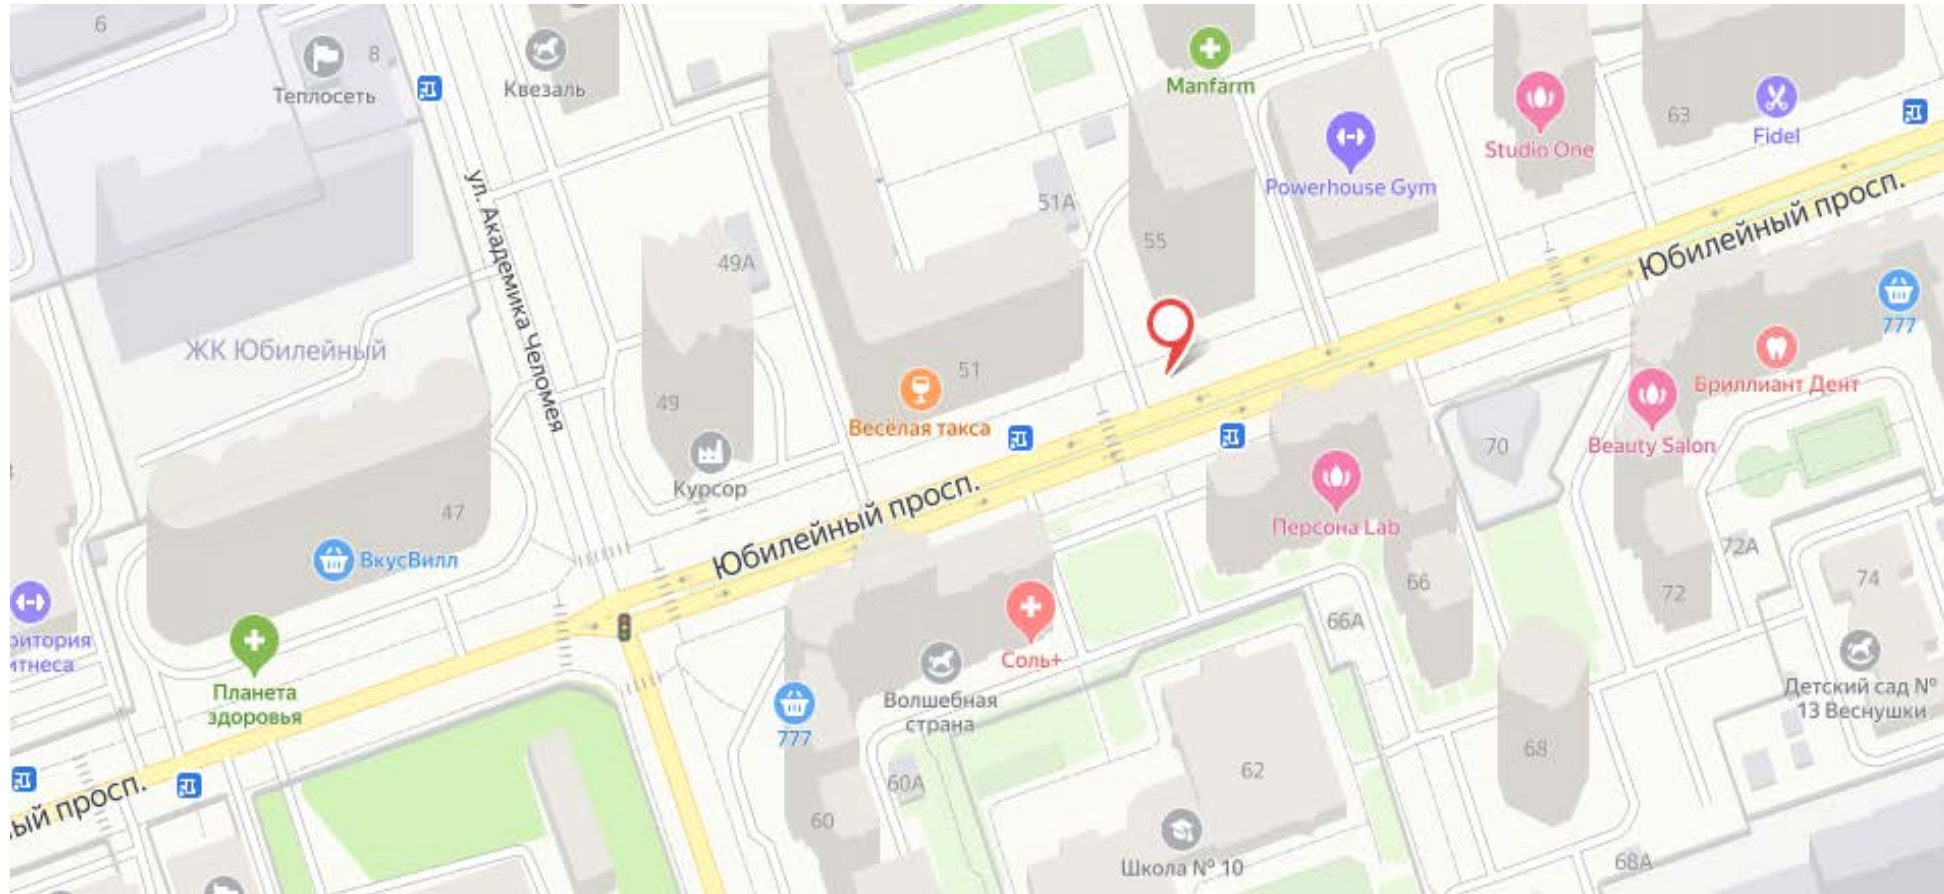 6
8
Теплосеть
Квезаль
Manfarm
63
Fidel
Studio One
Powerhouse Gym
51А
55
Юбилейный просп.
ул. Академика Челомея
49А
777
ЖК Юбилейный
51
Бриллиант Дент
49
Весёлая такса
70
Beauty Salon
Курсор
47
Юбилейный просп.
Персона Lab
72А
ВкусВилл
66
74
72
66А
Соль+
Планета
здоровья
Волшебная
страна
Детский сад №
13 Веснушки
777
68
62
60А
просп.
60
Школа № 10
68А